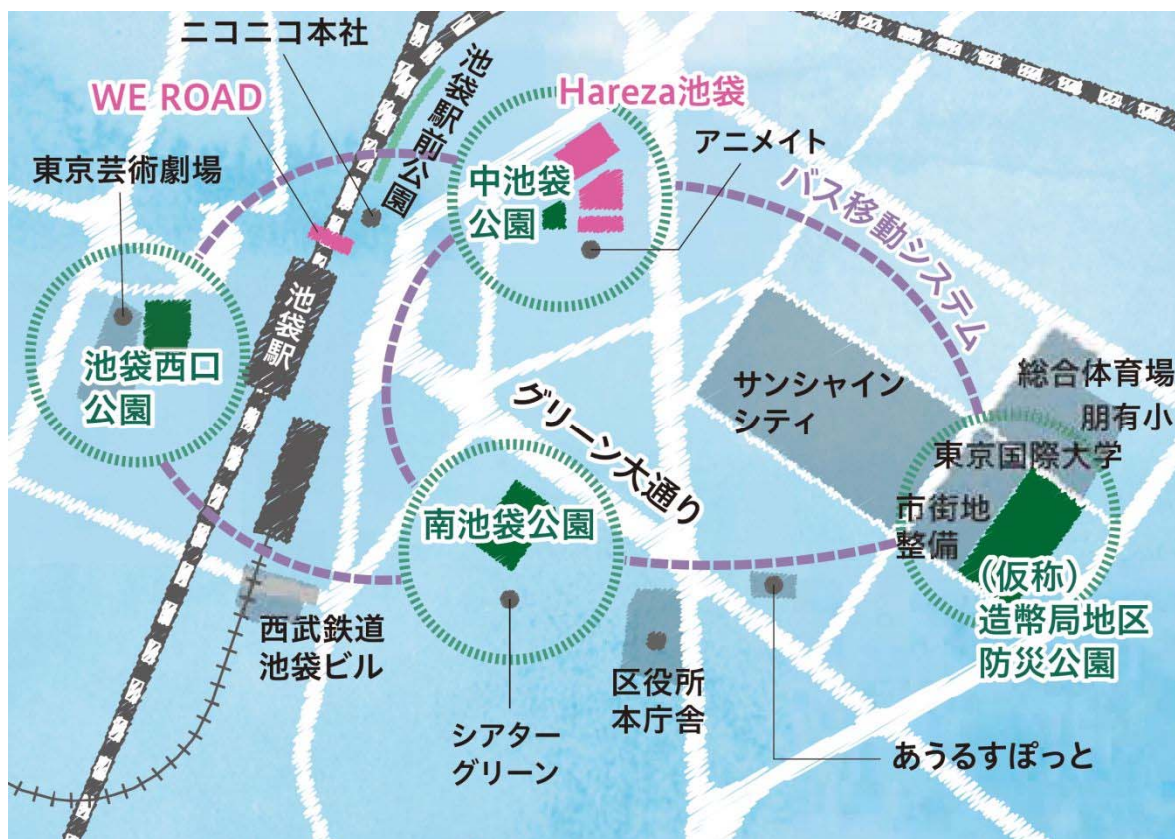 ニコニコ本社
WE ROAD
池袋駅前公園
Hareza池袋
アニメイト
東京芸術劇場
中池袋
公園
バス移動システム
池袋駅
池袋西口
公園
サンシャイン
シティ
総合体育場
朋有小
グリーン大通り
東京国際大学
南池袋公園
市街地
整備
(仮称)
造幣局地区
防災公園
西武鉄道
池袋ビル
区役所
本庁舎
シアター
グリーン
あうるすぽっと